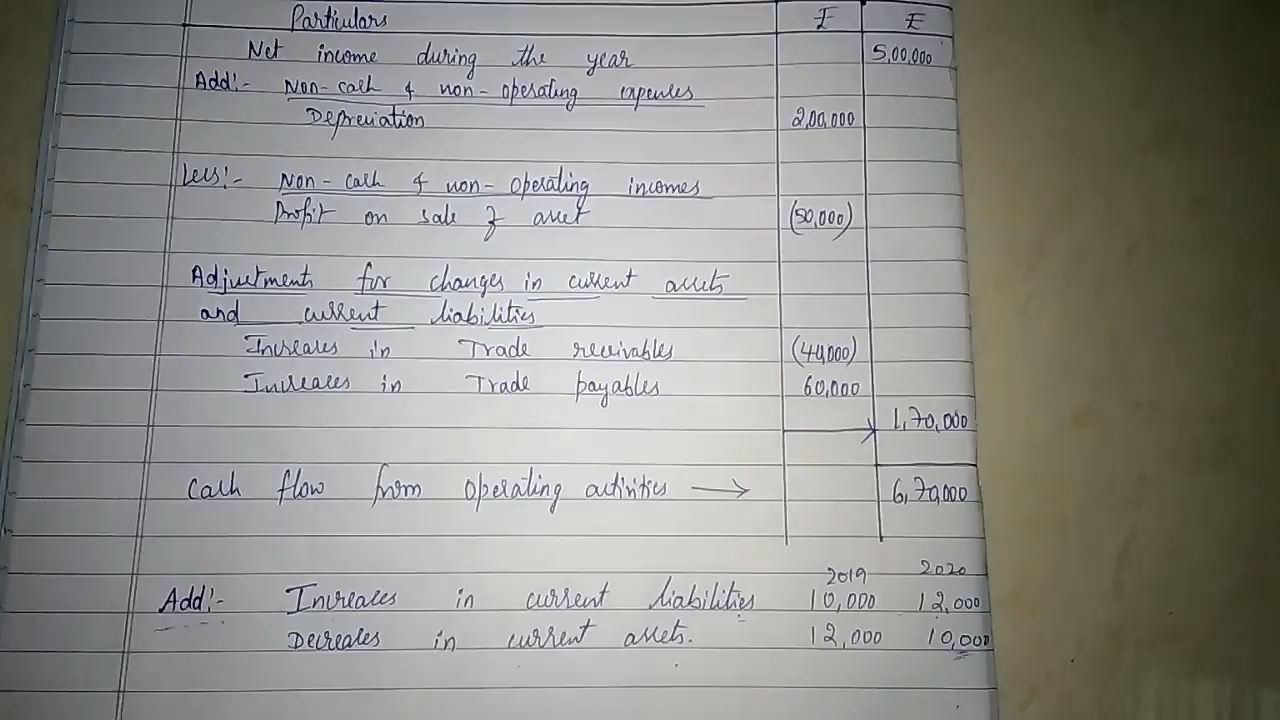 Particulars ₤ ₤
Net income during the year 5,00,000
Add:- Non-cash & non-operating expenses
Depreciation 2,00,000
Less:- Non-cash & non-operating incomes
Profit on sale of asset (50,000)
Adjustments for changes in current assets
and current liabilities
Increases in Trade receivables (40,000)
Increases in Trade payables 60,000
1,70,000
Cash flow from operating activities → 6,70,000
2019 2020
Add:- Increases in current liabilities 10,000 12,000
Decreases in current assets. 12,000 10,000